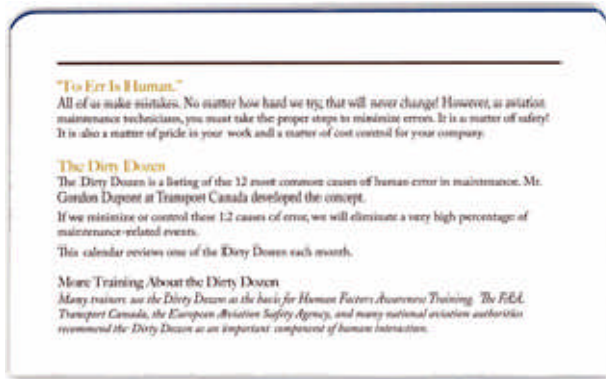 "To Err Is Human."
All of us make mistakes. No matter how hard we try, that will never change! However, as aviation
maintenance technicians, you must take the proper steps to minimize errors. It is a matter of safety!
It is also a matter of pride in your work and a matter of cost control for your company.
The Dirty Dozen
The Dirty Dozen is a listing of the 12 most common causes of human error in maintenance. Mr.
Gordon Dupont at Transport Canada developed the concept.
If we minimize or control these 12 causes of error, we will eliminate a very high percentage of
maintenance-related events.
This calendar reviews one of the Dirty Dozen each month.
More Training About the Dirty Dozen
Many trainers use the Dirty Dozen as the basis for Human Factors Awareness Training. The FAA,
Transport Canada, the European Aviation Safety Agency, and many national aviation authorities
recommend the Dirty Dozen as an important component of human interaction.